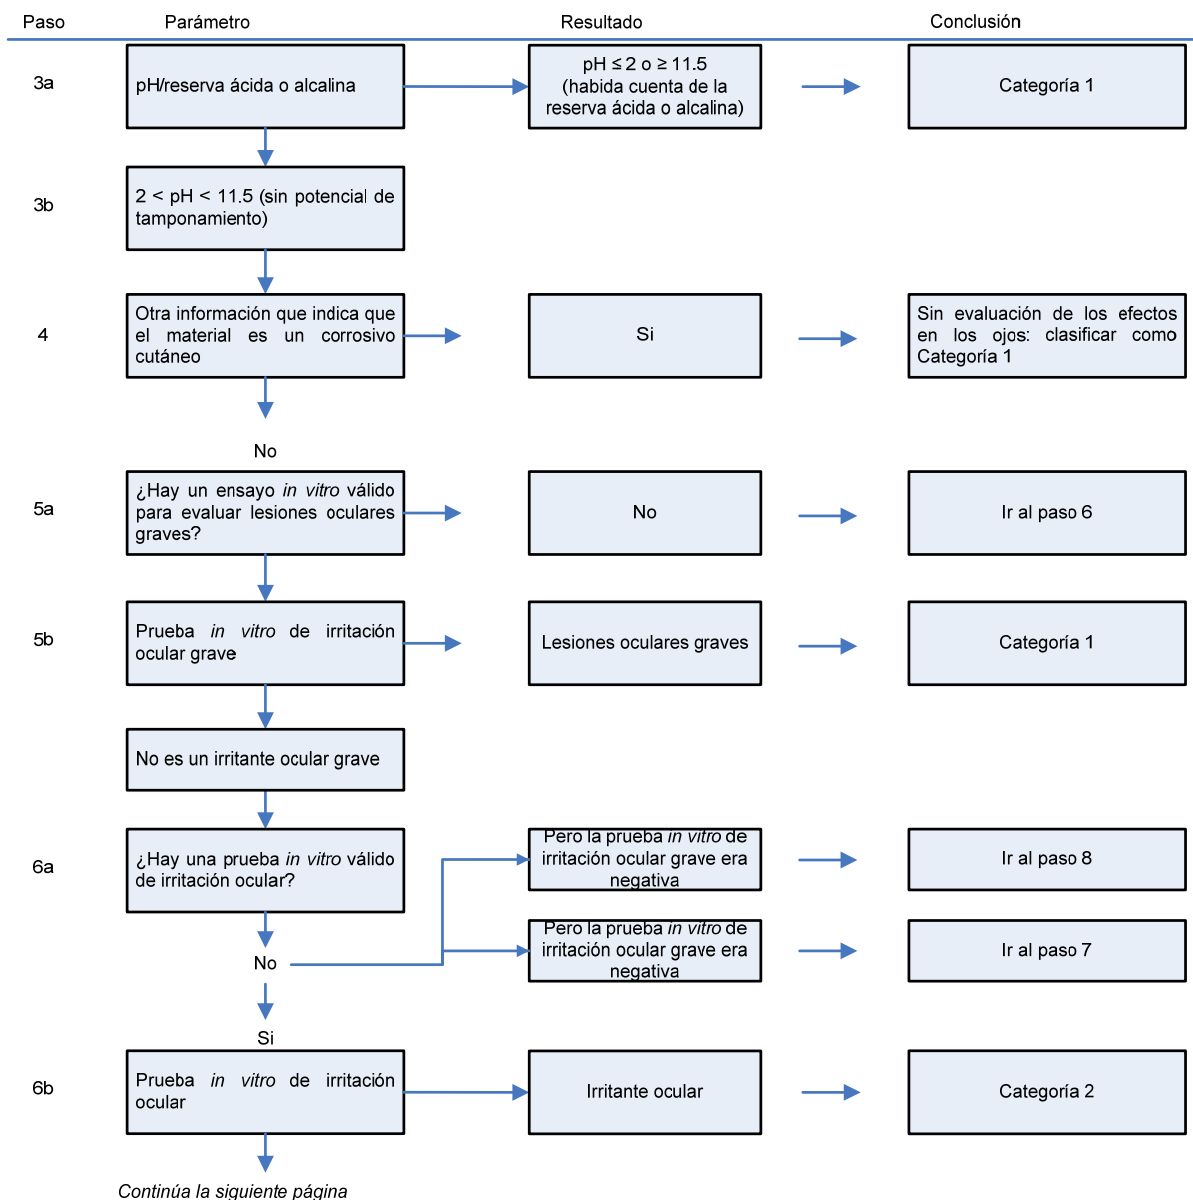 Paso Parámetro Resultado Conclusión
3a
pH/reserva ácida o alcalina
pH ≤ 2 o ≥ 11.5
(habida cuenta de la
reserva ácida o alcalina)
Categoría 1
3b
2 < pH < 11.5 (sin potencial de
tamponamiento)
4
Otra información que indica que
el material es un corrosivo
cutáneo
Si
Sin evaluación de los efectos
en los ojos: clasificar como
Categoría 1
No
5a
¿Hay un ensayo in vitro válido
para evaluar lesiones oculares
graves?
No
Ir al paso 6
5b
Prueba in vitro de irritación
ocular grave
Lesiones oculares graves
Categoría 1
No es un irritante ocular grave
6a
¿Hay una prueba in vitro válido
de irritación ocular?
Pero la prueba in vitro de
irritación ocular grave era
negativa
Ir al paso 8
Pero la prueba in vitro de
irritación ocular grave era
negativa
Ir al paso 7
No
Si
6b
Prueba in vitro de irritación
ocular
Irritante ocular
Categoría 2
Continúa la siguiente página